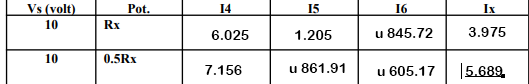 Vs (volt) Pot. I4 I5 I6 Ix
10 Rx 6.025 1.205 u 845.72 3.975
10 0.5Rx 7.156 u 861.91 u 605.17 5.689